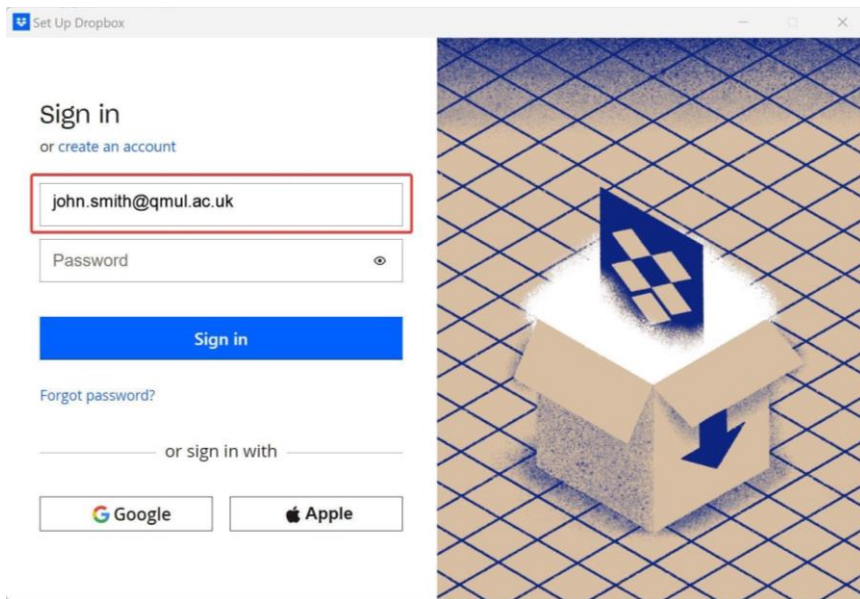 Set Up Dropbox
Sign in
or create an account
john.smith@qmul.ac.uk
Password
Sign in
Forgot password?
or sign in with
Google
Apple